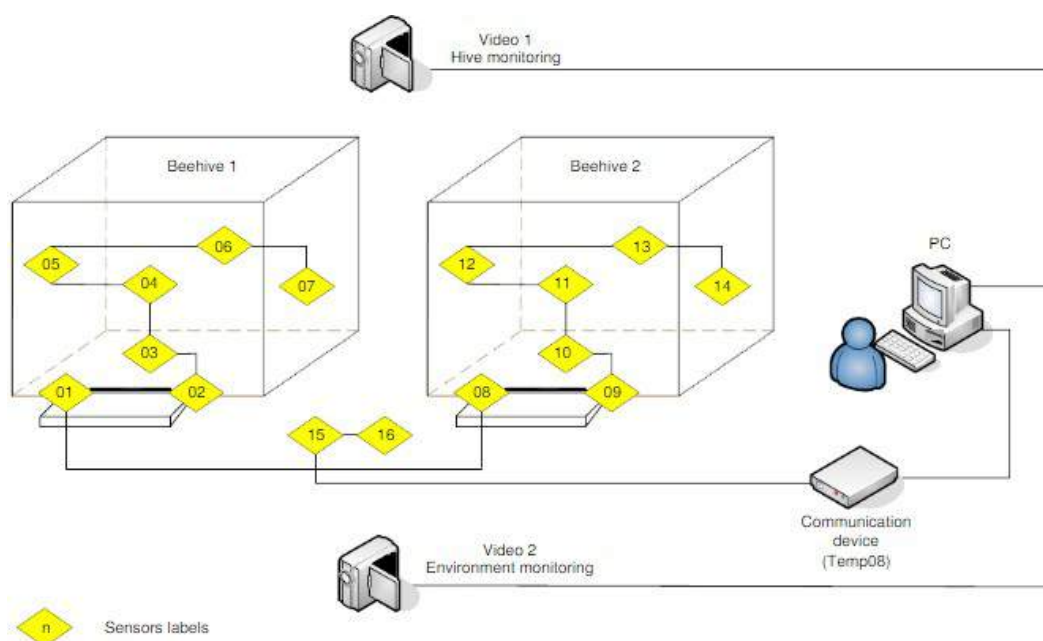 Video 1
Hive monitoring
Beehive 1
Beehive 2
06
13
PC
05
12
04
11
07
14
03
10
01
02
08
09
15
16
Communication
device
(Temp08)
Video 2
Environment monitoring
n
Sensors labels